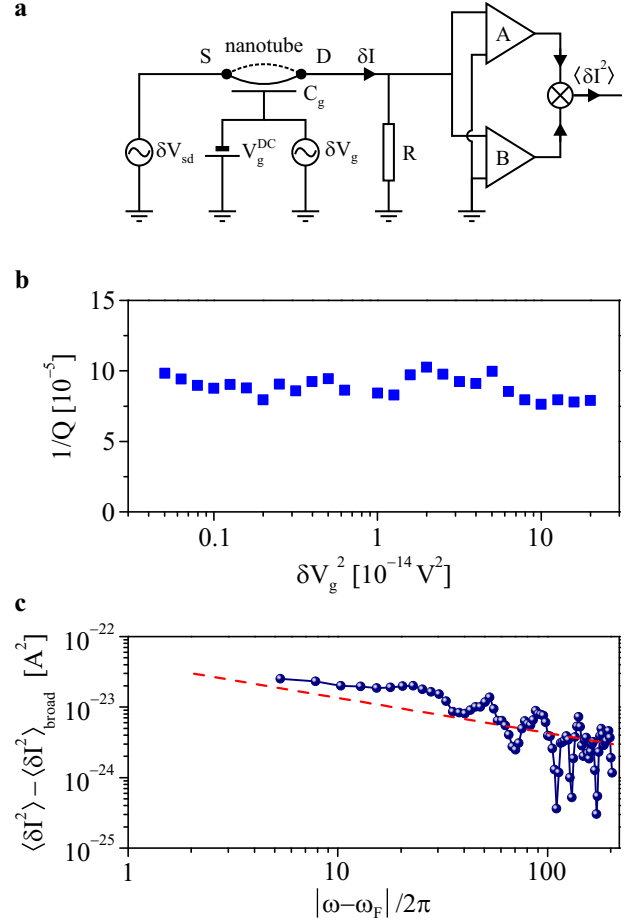 a
S nanotube D δI
A
⟨δI²⟩
C_g
δV_sd V_g^DC δV_g R B
b
15
10
5
0
1/Q [10⁻⁵]
0.1 1 10
δV_g² [10⁻¹⁴ V²]
c
10⁻²²
10⁻²³
10⁻²⁴
10⁻²⁵
⟨δI²⟩ − ⟨δI²⟩_broad [A²]
1 10 100
|ω−ω_F| /2π